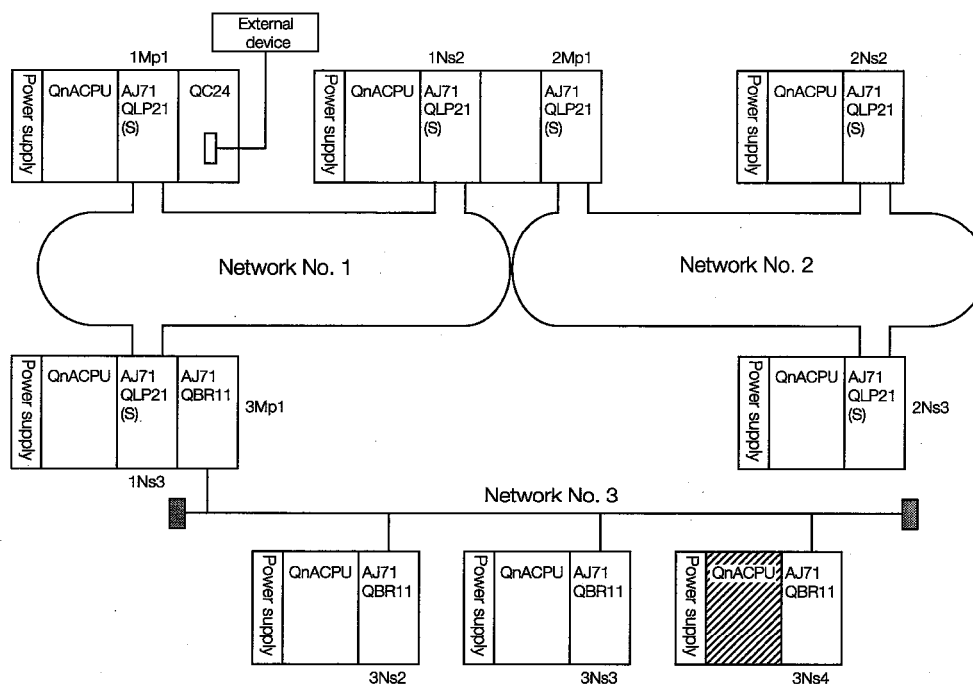 External
device
1Mp1
Power supply
QnACPU
AJ71
QLP21
(S)
QC24
1Ns2
2Mp1
Power supply
QnACPU
AJ71
QLP21
(S)
AJ71
QLP21
(S)
2Ns2
Power supply
QnACPU
AJ71
QLP21
(S)
Network No. 1
Network No. 2
Power supply
QnACPU
AJ71
QLP21
(S)
AJ71
QBR11
3Mp1
1Ns3
Power supply
QnACPU
AJ71
QLP21
(S)
2Ns3
Network No. 3
Power supply
QnACPU
AJ71
QBR11
3Ns2
Power supply
QnACPU
AJ71
QBR11
3Ns3
Power supply
QnACPU
AJ71
QBR11
3Ns4